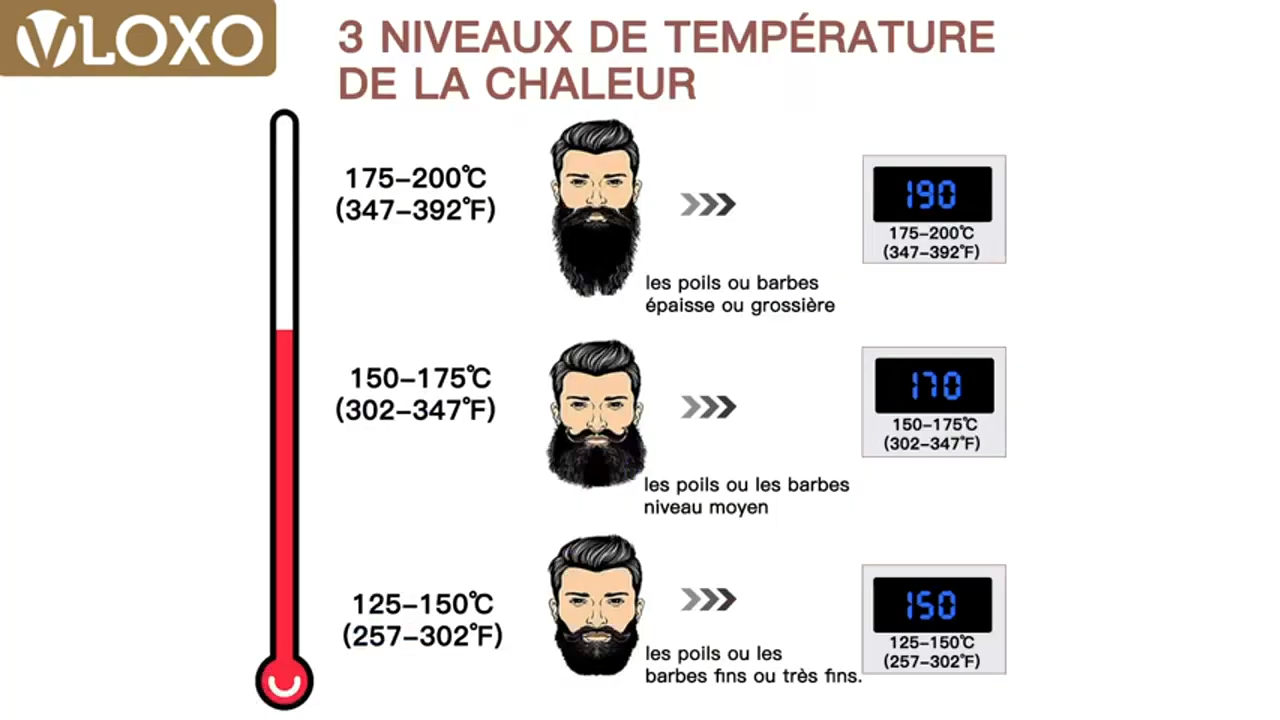 VLOXO
3 NIVEAUX DE TEMPÉRATURE
DE LA CHALEUR
175–200℃
(347–392℉)
les poils ou barbes
épaisse ou grossière
190
175–200℃
(347–392℉)
150–175℃
(302–347℉)
les poils ou les barbes
niveau moyen
170
150–175℃
(302–347℉)
125–150℃
(257–302℉)
les poils ou les
barbes fins ou très fins.
150
125–150℃
(257–302℉)